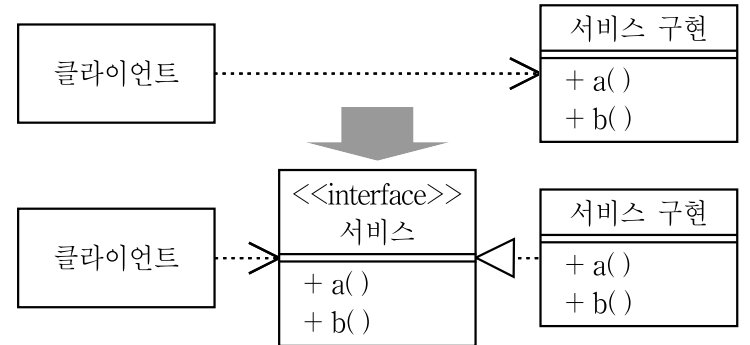 클라이언트
서비스 구현
+ a( )
+ b( )
클라이언트
<<interface>>
서비스
+ a( )
+ b( )
서비스 구현
+ a( )
+ b( )